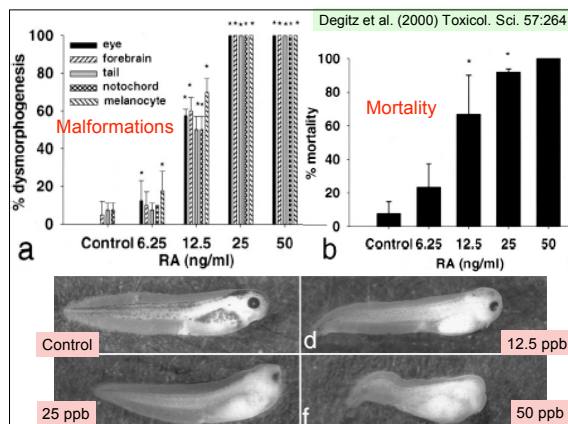 Degitz et al. (2000) Toxicol. Sci. 57:264
% dysmorphogenesis
100
80
60
40
20
0
eye
forebrain
tail
notochord
melanocyte
Malformations
* * * * *
* * * * *
* *
* *
* * *
*
a
Control 6.25 12.5 25 50
RA (ng/ml)
% mortality
100
80
60
40
20
0
Mortality
* *
b
Control 6.25 12.5 25 50
RA (ng/ml)
Control
d
12.5 ppb
25 ppb
f
50 ppb